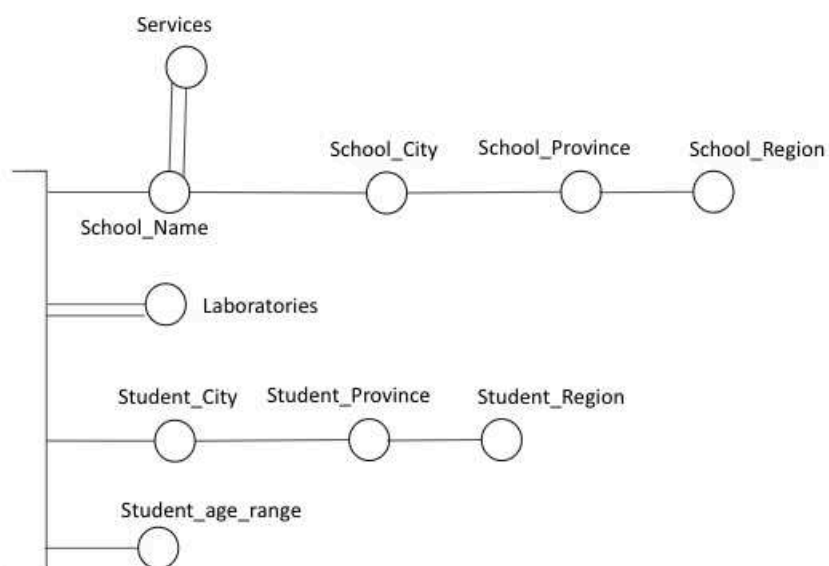 Services
School_City School_Province School_Region
School_Name
Laboratories
Student_City Student_Province Student_Region
Student_age_range